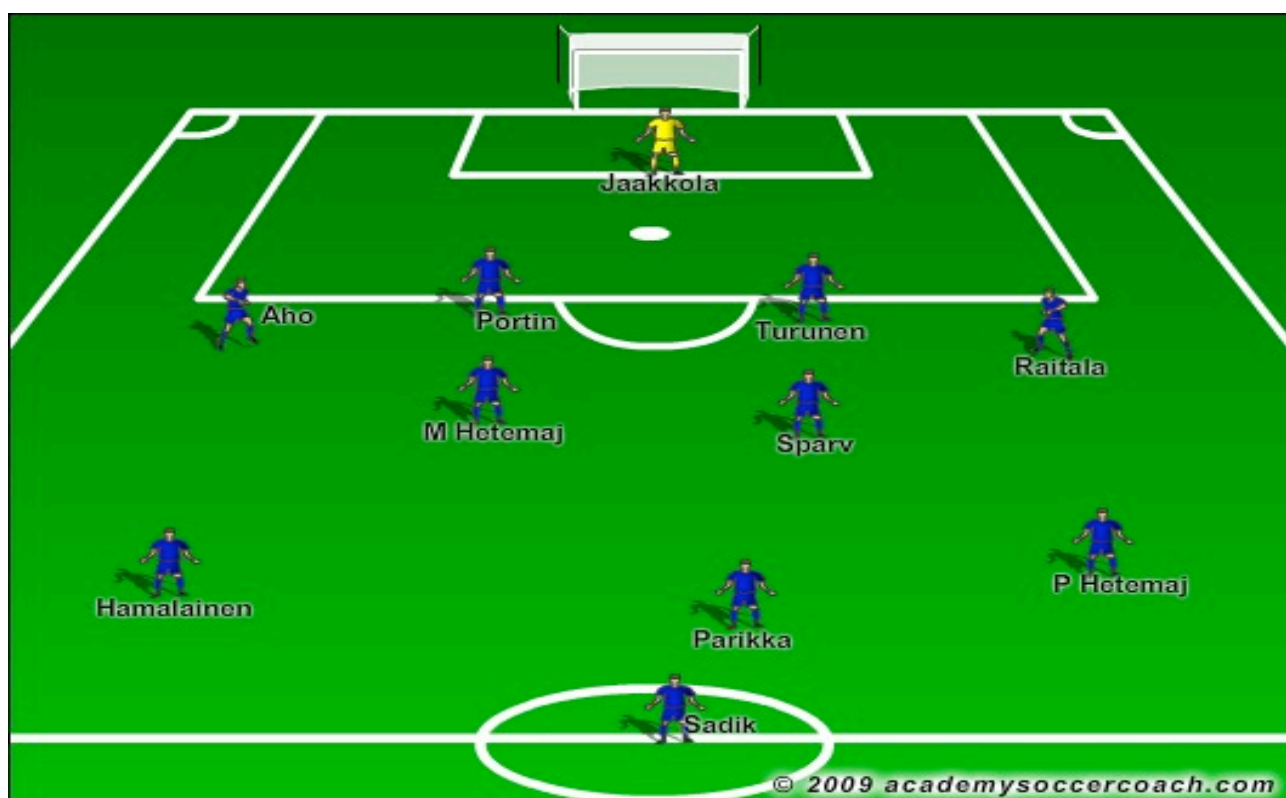 Jaakkola
Aho
Portin
Turunen
Raitala
M Hetemaj
Sparv
Hamalainen
P Hetemaj
Parikka
Sadik
© 2009 academysoccercoach.com